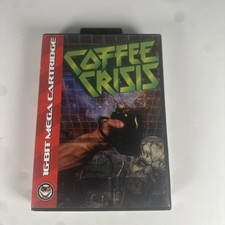 COFFEE
CRISIS
16-BIT MEGA CARTRIDGE